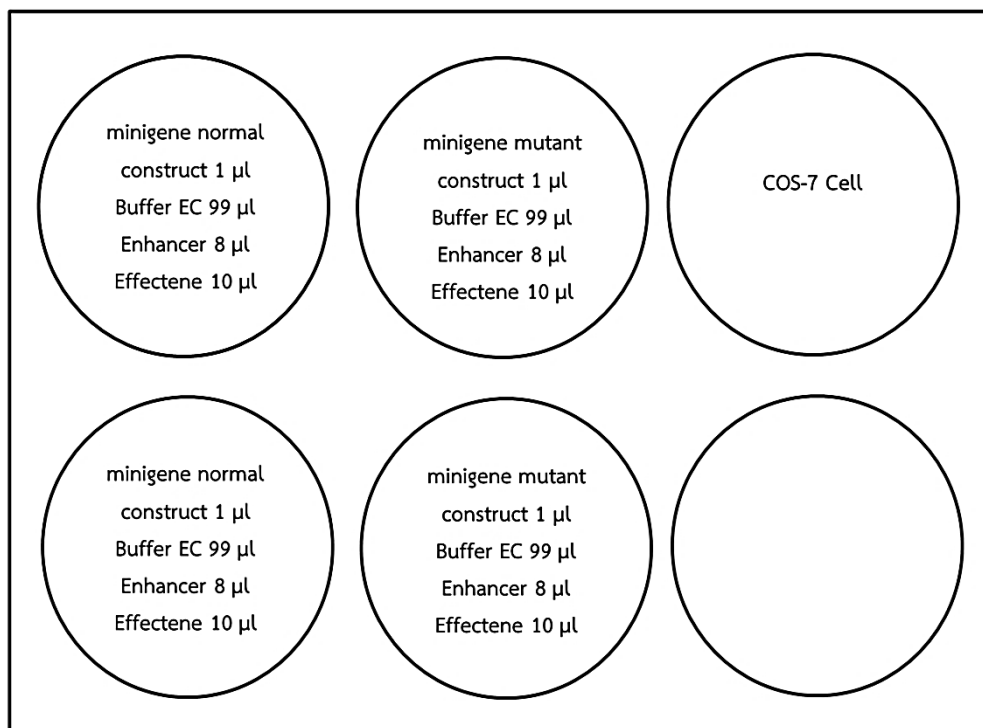 minigene normal
construct 1 µl
Buffer EC 99 µl
Enhancer 8 µl
Effectene 10 µl
minigene mutant
construct 1 µl
Buffer EC 99 µl
Enhancer 8 µl
Effectene 10 µl
COS-7 Cell
minigene normal
construct 1 µl
Buffer EC 99 µl
Enhancer 8 µl
Effectene 10 µl
minigene mutant
construct 1 µl
Buffer EC 99 µl
Enhancer 8 µl
Effectene 10 µl